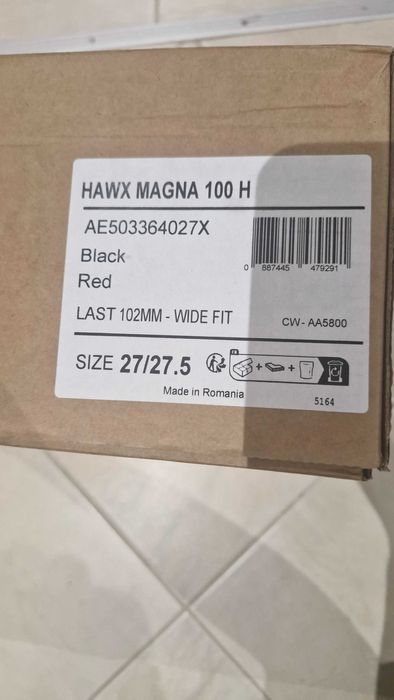 HAWX MAGNA 100 H
AE503364027X
Black
Red
0 887445 479291
LAST 102MM - WIDE FIT
CW- AA5800
SIZE 27/27.5
+ +
Made in Romania
5164